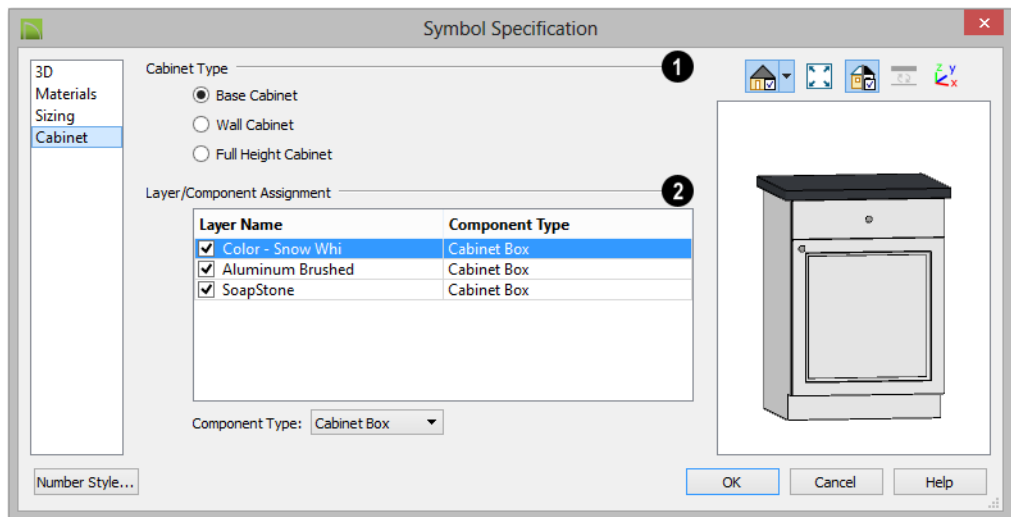 Symbol Specification
3D
Materials
Sizing
Cabinet
Cabinet Type
1
Base Cabinet
Wall Cabinet
Full Height Cabinet
Layer/Component Assignment
2
Layer Name Component Type
Color - Snow Whi Cabinet Box
Aluminum Brushed Cabinet Box
SoapStone Cabinet Box
Component Type: Cabinet Box
z y
x
Number Style...
OK Cancel Help